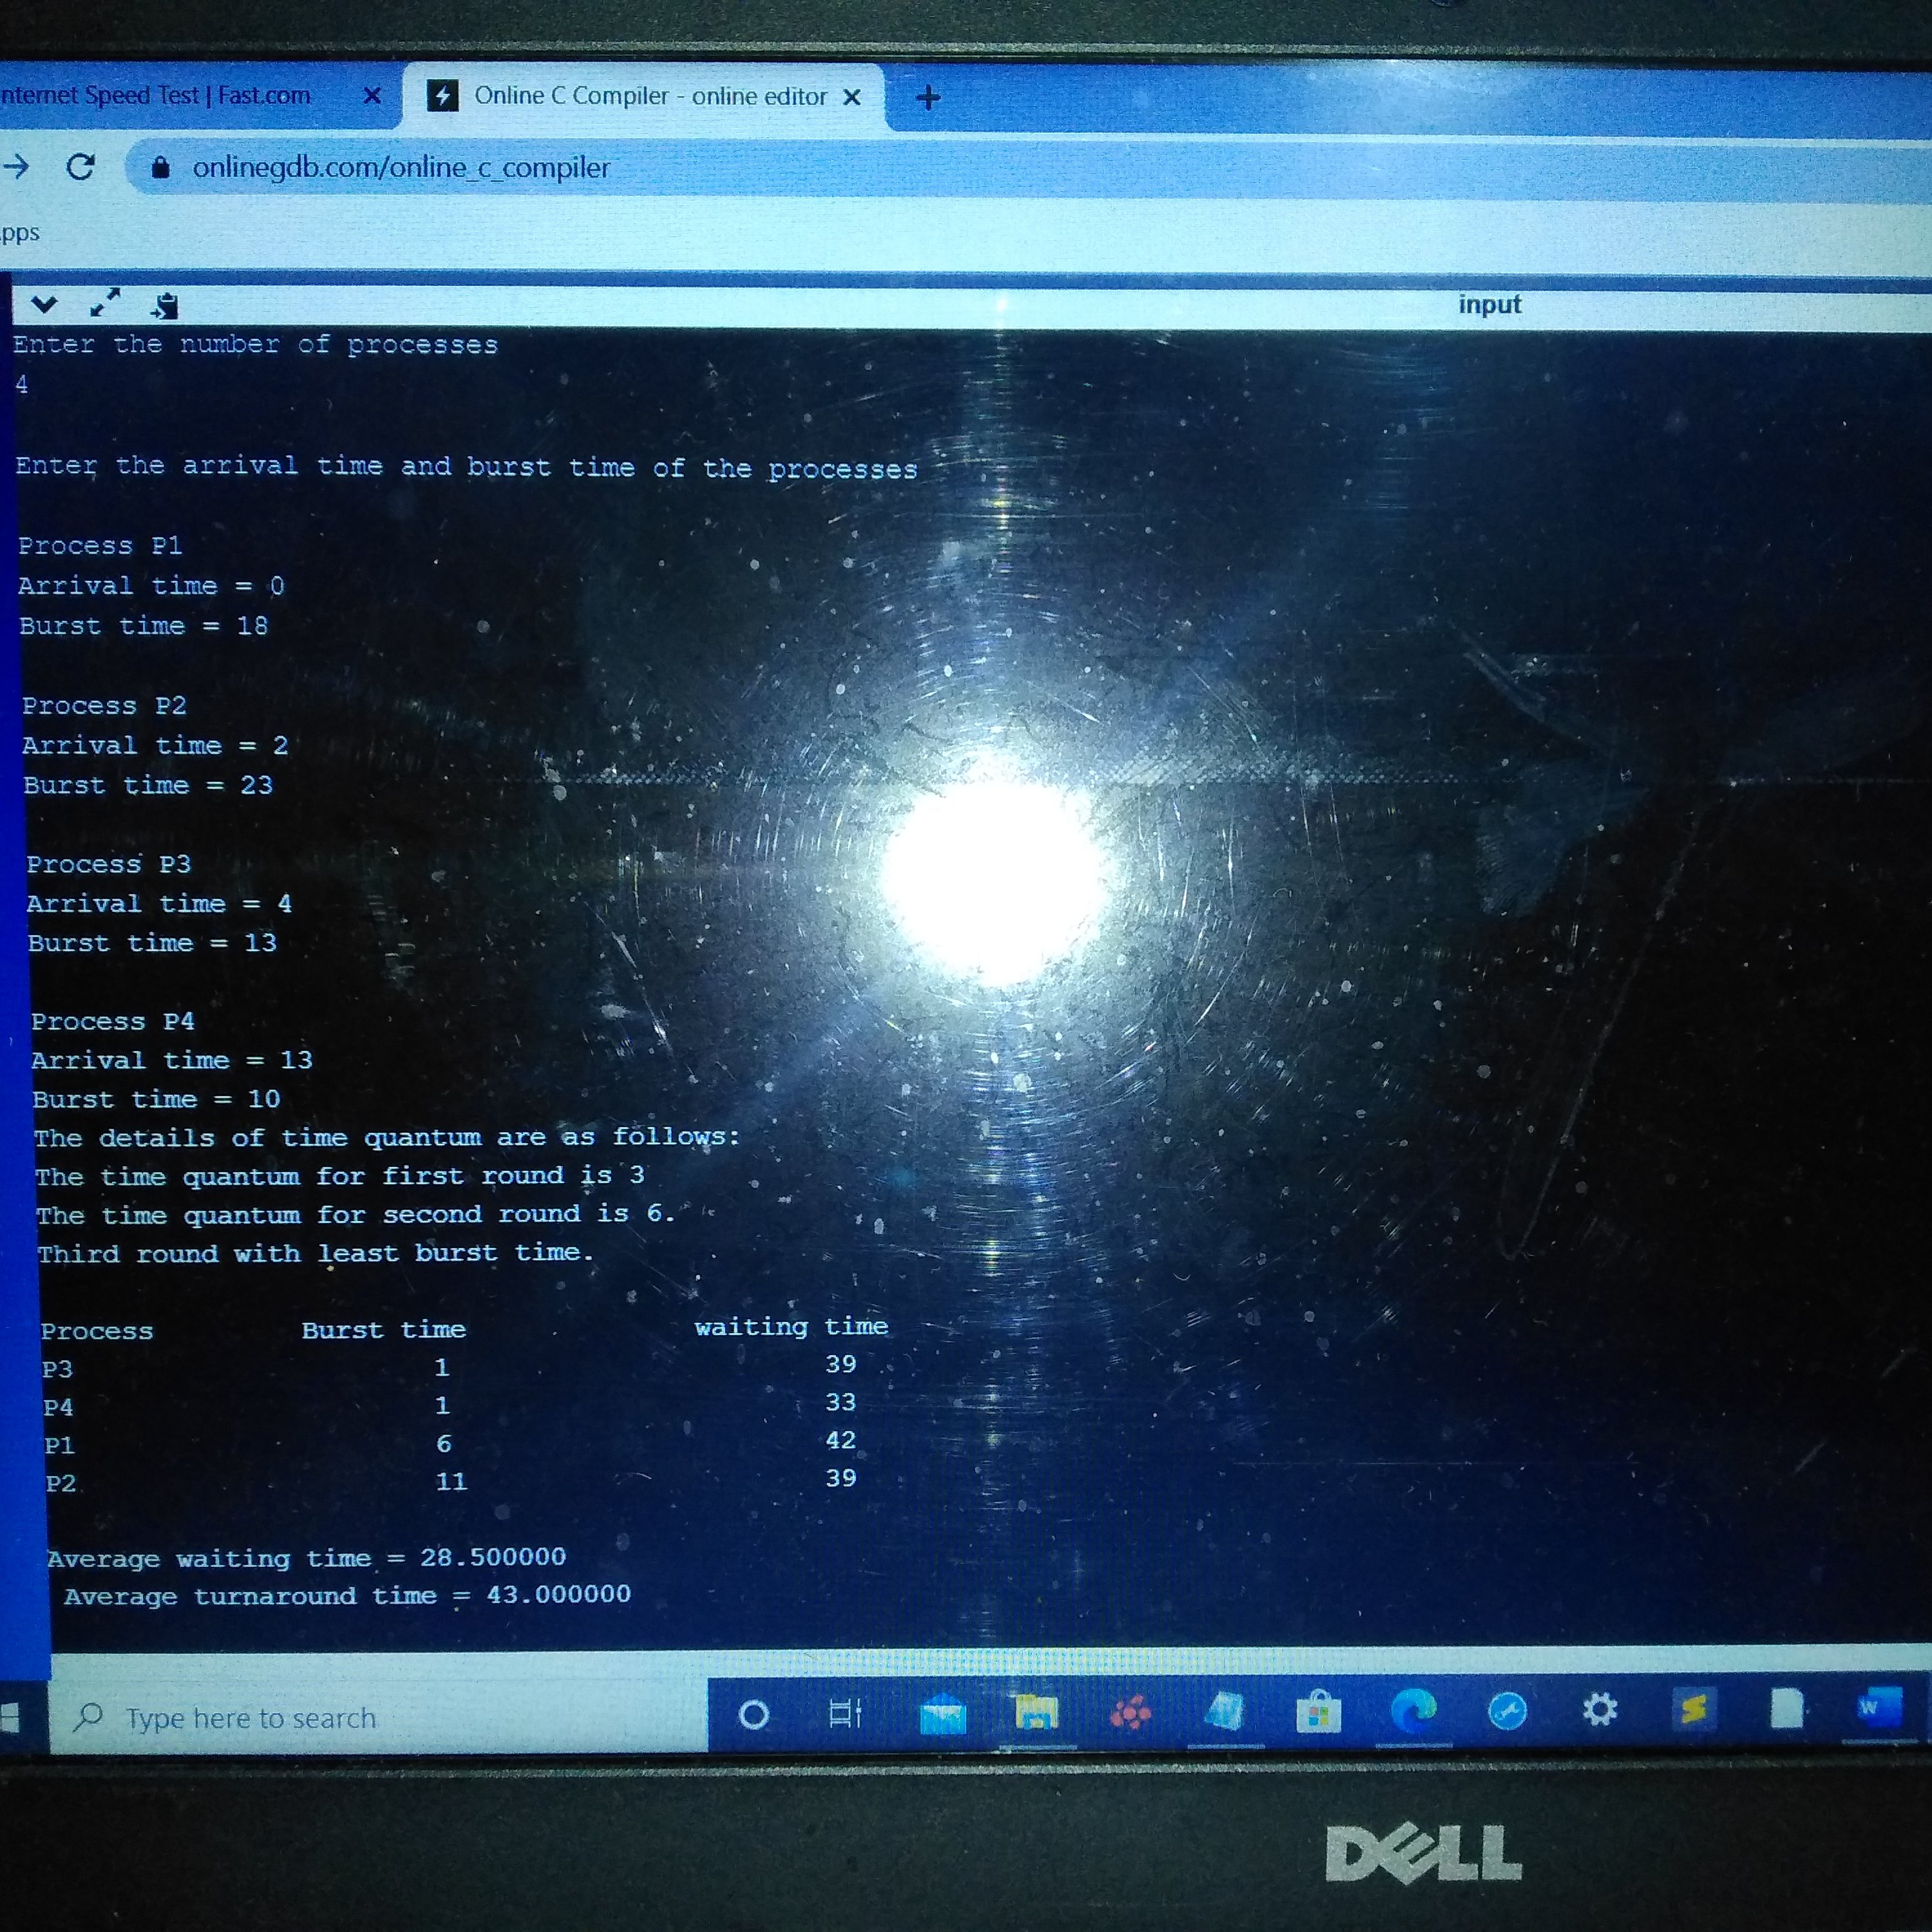 nternet Speed Test | Fast.com
Online C Compiler - online editor
onlinegdb.com/online_c_compiler
pps
input
Enter the number of processes
4
Enter the arrival time and burst time of the processes
Process P1
Arrival time = 0
Burst time = 18
Process P2
Arrival time = 2
Burst time = 23
Process P3
Arrival time = 4
Burst time = 13
Process P4
Arrival time = 13
Burst time = 10
The details of time quantum are as follows:
The time quantum for first round is 3
The time quantum for second round is 6.
Third round with least burst time.
Process Burst time waiting time
P3 1 39
P4 1 33
P1 6 42
P2 11 39
Average waiting time = 28.500000
Average turnaround time = 43.000000
Type here to search
W
DELL